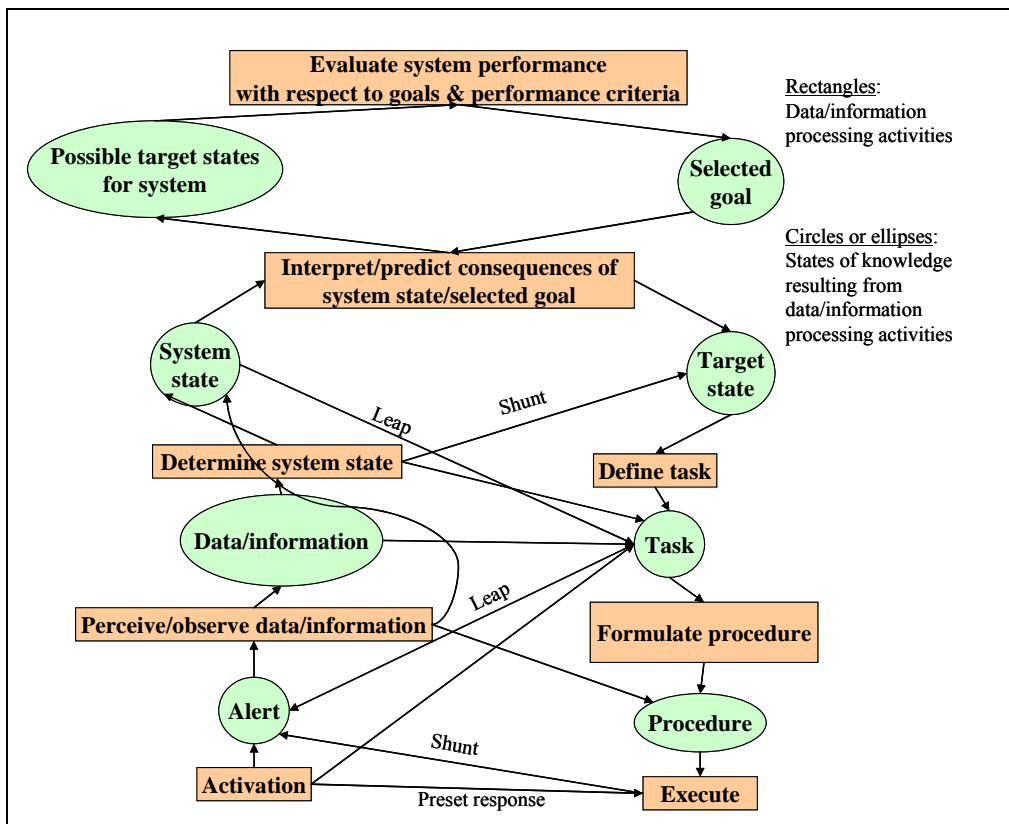 Evaluate system performance
with respect to goals & performance criteria
Rectangles:
Data/information
processing activities
Possible target states
for system
Selected
goal
Circles or ellipses:
States of knowledge
resulting from
data/information
processing activities
Interpret/predict consequences of
system state/selected goal
System
state
Target
state
Leap
Shunt
Determine system state
Define task
Data/information
Task
Leap
Perceive/observe data/information
Formulate procedure
Alert
Procedure
Shunt
Activation
Preset response
Execute